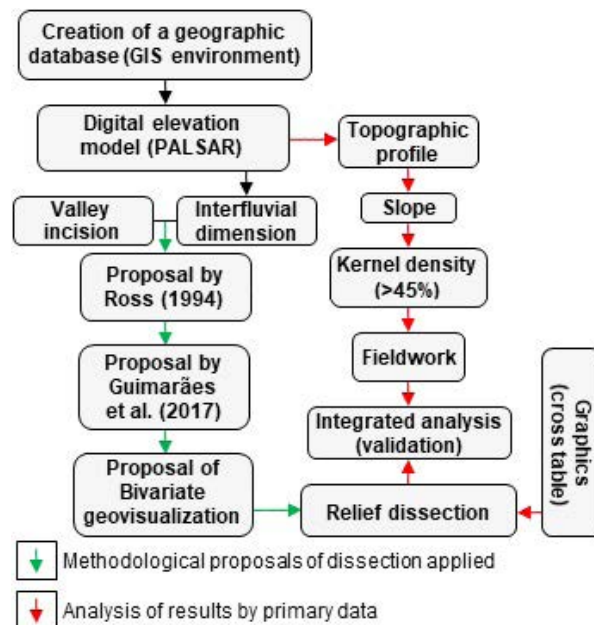 Creation of a geographic
database (GIS environment)
Digital elevation
model (PALSAR)
Topographic
profile
Valley
incision
Interfluvial
dimension
Slope
Proposal by
Ross (1994)
Kernel density
(>45%)
Proposal by
Guimarães
et al. (2017)
Fieldwork
Integrated analysis
(validation)
Graphics
(cross table)
Proposal of
Bivariate
geovisualization
Relief dissection
Methodological proposals of dissection applied
Analysis of results by primary data